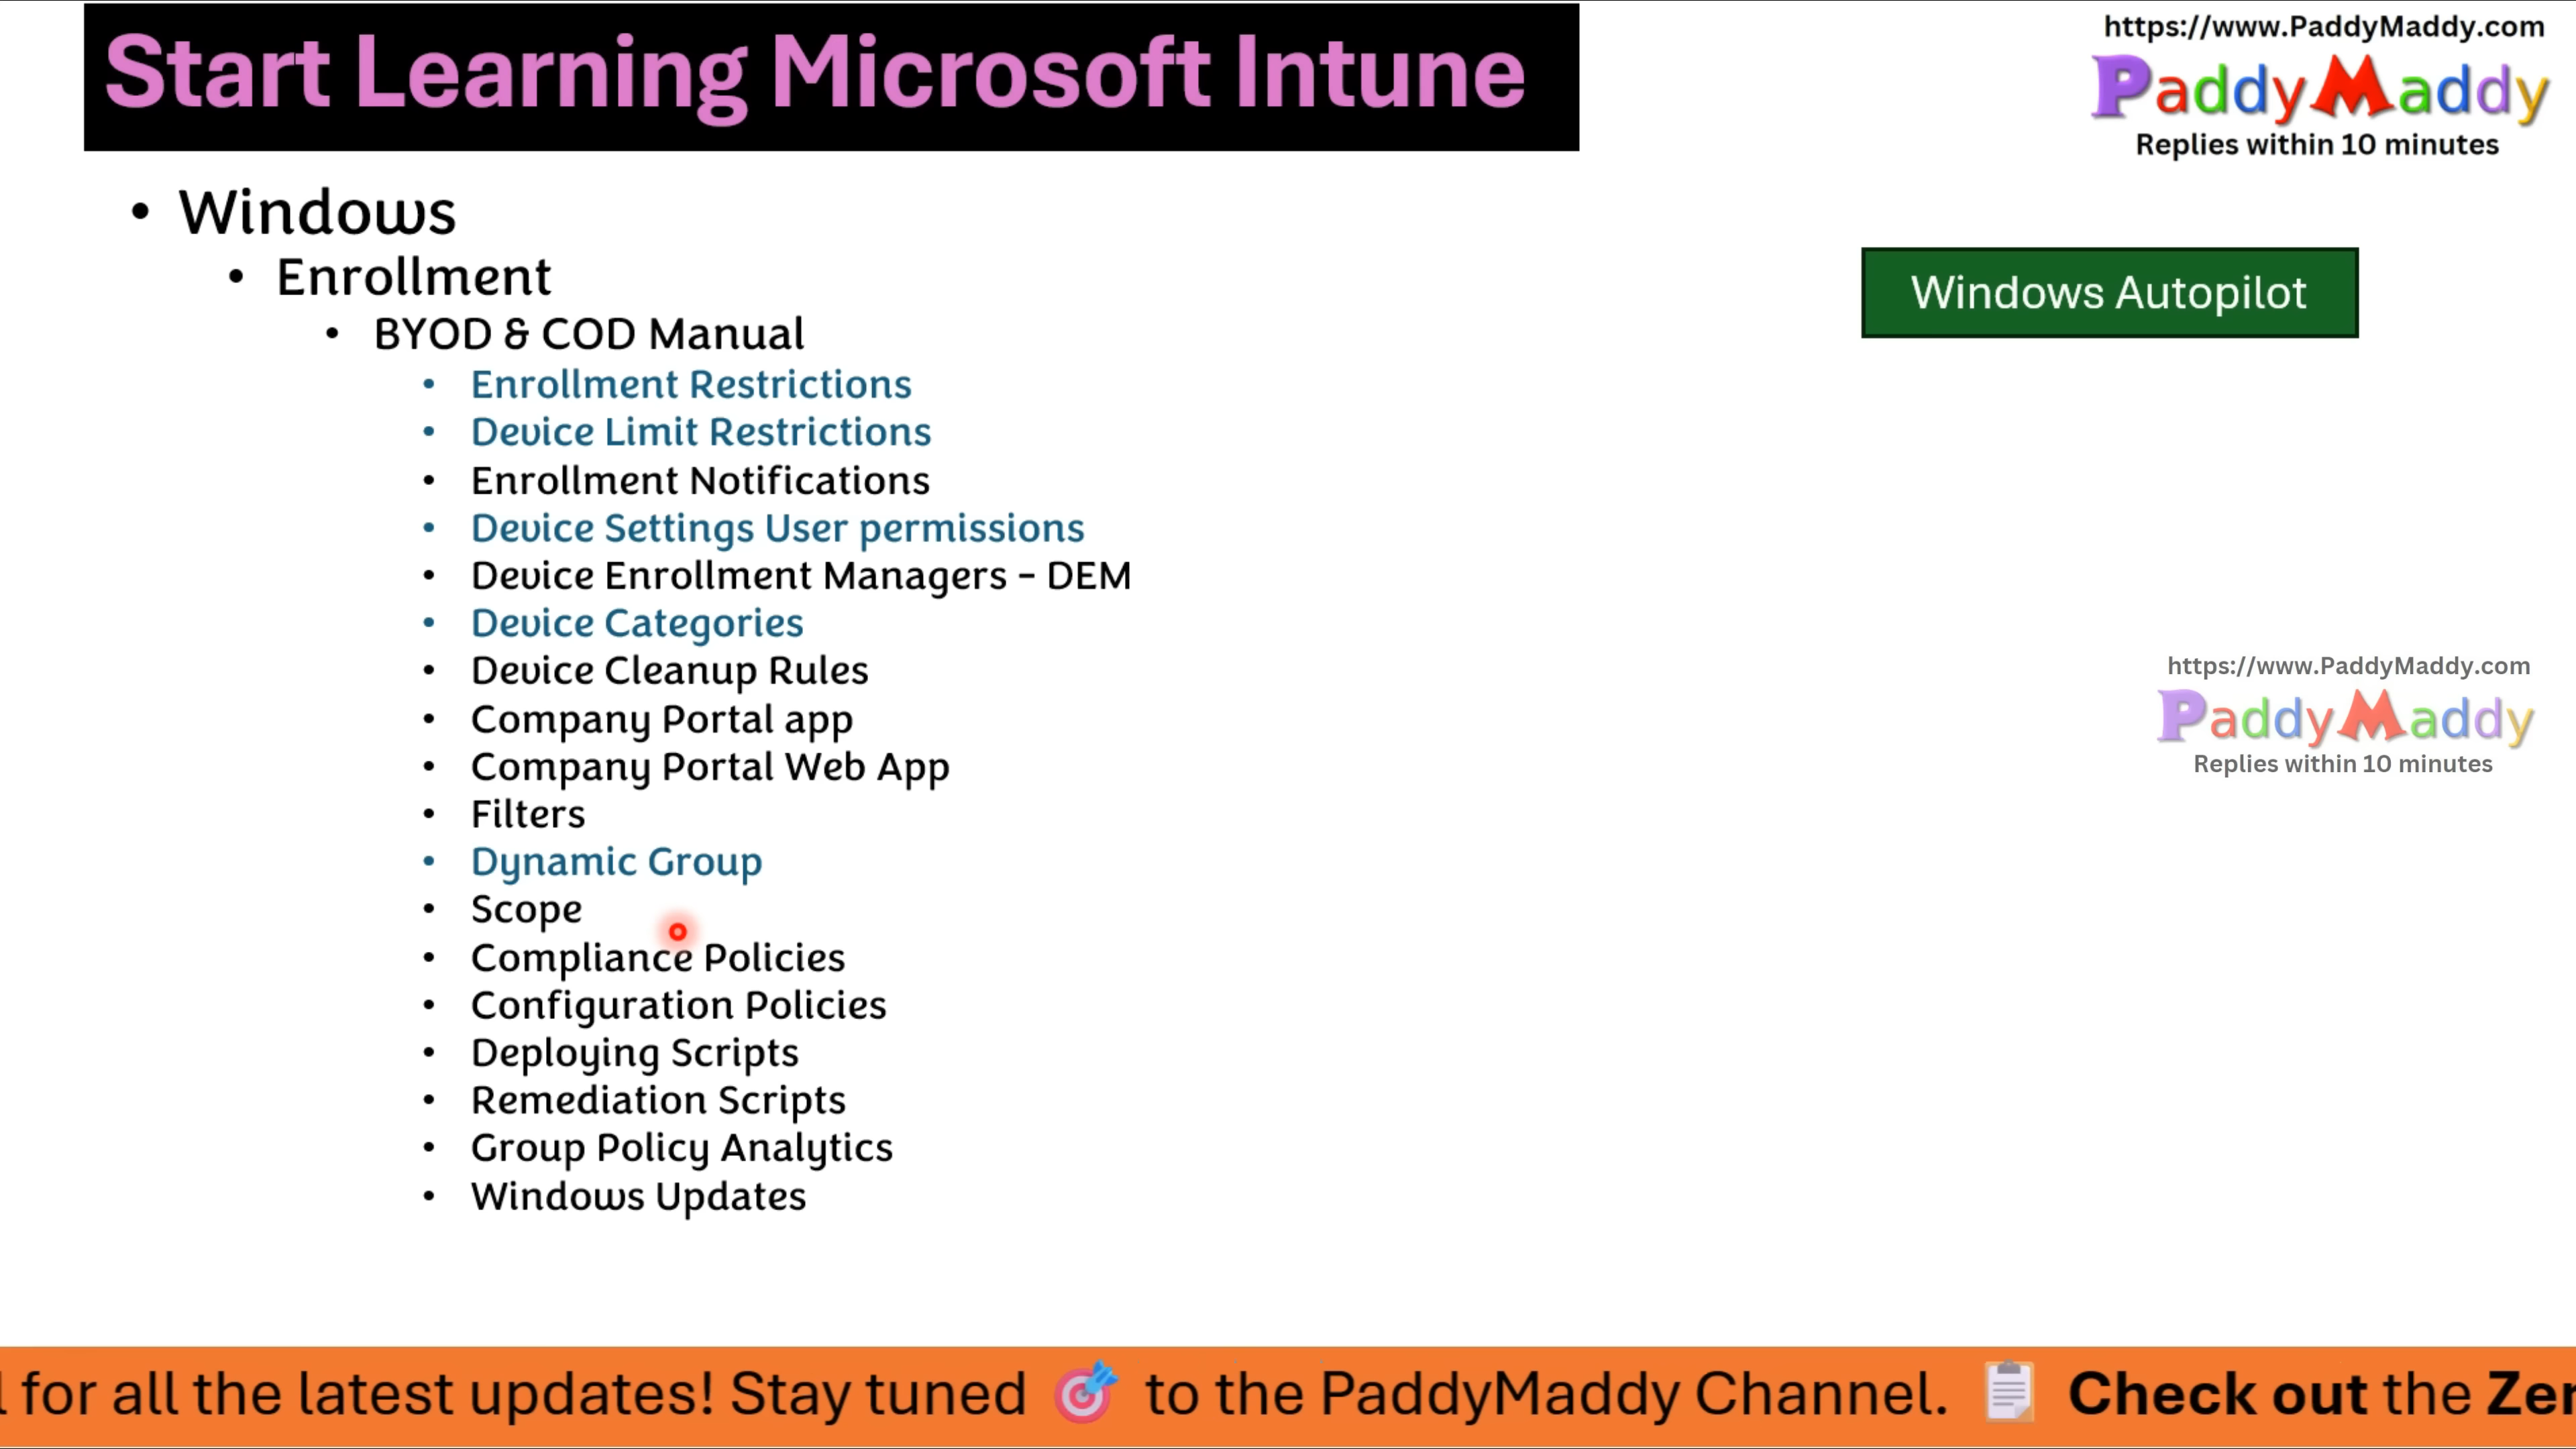 Start Learning Microsoft Intune
https://www.PaddyMaddy.com
PaddyMaddy
Replies within 10 minutes
• Windows
• Enrollment
• BYOD & COD Manual
• Enrollment Restrictions
• Device Limit Restrictions
• Enrollment Notifications
• Device Settings User permissions
• Device Enrollment Managers – DEM
• Device Categories
• Device Cleanup Rules
• Company Portal app
• Company Portal Web App
• Filters
• Dynamic Group
• Scope
• Compliance Policies
• Configuration Policies
• Deploying Scripts
• Remediation Scripts
• Group Policy Analytics
• Windows Updates
Windows Autopilot
https://www.PaddyMaddy.com
PaddyMaddy
Replies within 10 minutes
for all the latest updates! Stay tuned 🎯 to the PaddyMaddy Channel. 📋 Check out the